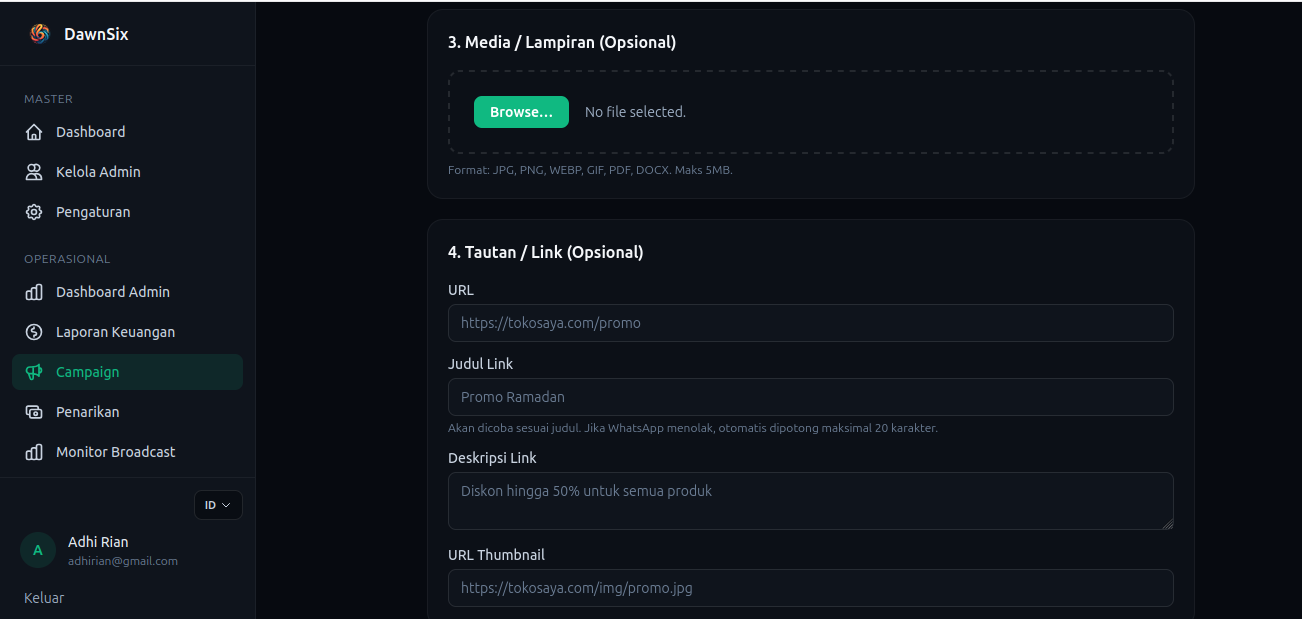 DawnSix
MASTER
Dashboard
Kelola Admin
Pengaturan
OPERASIONAL
Dashboard Admin
Laporan Keuangan
Campaign
Penarikan
Monitor Broadcast
ID
A
Adhi Rian
adhirian@gmail.com
Keluar
3. Media / Lampiran (Opsional)
Browse... No file selected.
Format: JPG, PNG, WEBP, GIF, PDF, DOCX. Maks 5MB.
4. Tautan / Link (Opsional)
URL
https://tokosaya.com/promo
Judul Link
Promo Ramadan
Akan dicoba sesuai judul. Jika WhatsApp menolak, otomatis dipotong maksimal 20 karakter.
Deskripsi Link
Diskon hingga 50% untuk semua produk
URL Thumbnail
https://tokosaya.com/img/promo.jpg